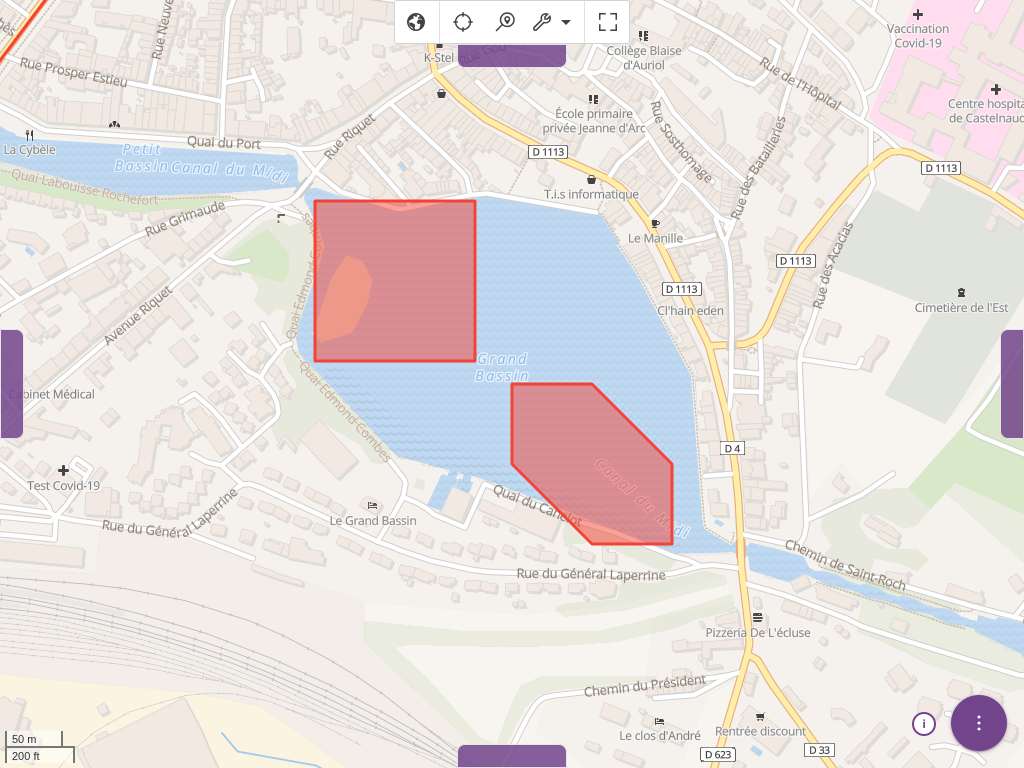 Rue Neuve
K-Stel
Rue Gou
Collège Blaise
d'Auriol
Vaccination
Covid-19
Rue Prosper Estieu
Rue de l'Hôpital
Centre hospita
de Castelnaud
École primaire
privée Jeanne d'Arc
Rue Sosthomage
Rue des Batailleries
La Cybèle
Petit
Bassin
Canal du Midi
Quai du Port
Rue Riquet
D 1113
D 1113
Quai Labouisse Rochefort
T.i.s informatique
Rue Grimaude
Le Manille
D 1113
Rue des Acacias
Quai Edmond Com
D 1113
Cimetière de l'Est
Cl'hain eden
Avenue Riquet
Grand
Bassin
Cabinet Médical
Quai Edmond Combes
D 4
Test Covid-19
Canal du Midi
Quai du Canelot
Le Grand Bassin
Rue du Général Laperrine
Rue du Général Laperrine
Chemin de Saint-Roch
Pizzeria De L'écluse
Chemin du Président
Le clos d'André
Rentrée discount
D 623
D 33
i
50 m
200 ft